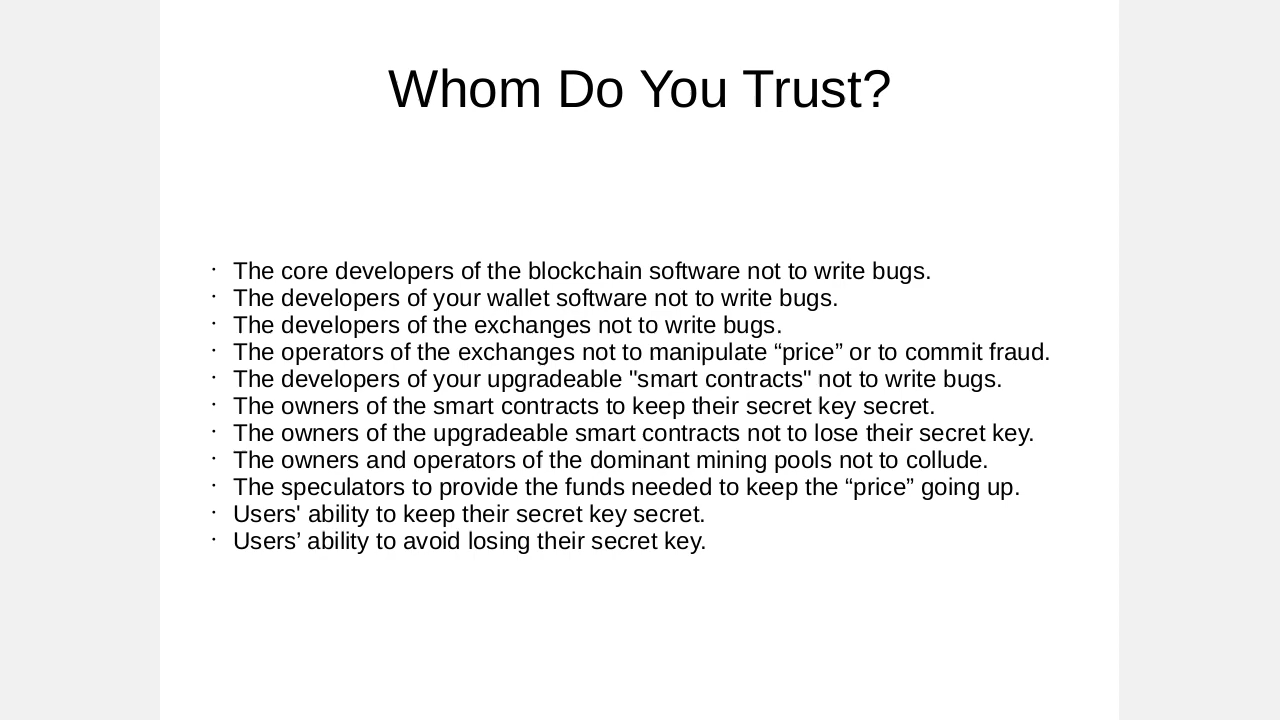 Whom Do You Trust?
· The core developers of the blockchain software not to write bugs.
· The developers of your wallet software not to write bugs.
· The developers of the exchanges not to write bugs.
· The operators of the exchanges not to manipulate “price” or to commit fraud.
· The developers of your upgradeable "smart contracts" not to write bugs.
· The owners of the smart contracts to keep their secret key secret.
· The owners of the upgradeable smart contracts not to lose their secret key.
· The owners and operators of the dominant mining pools not to collude.
· The speculators to provide the funds needed to keep the “price” going up.
· Users' ability to keep their secret key secret.
· Users’ ability to avoid losing their secret key.